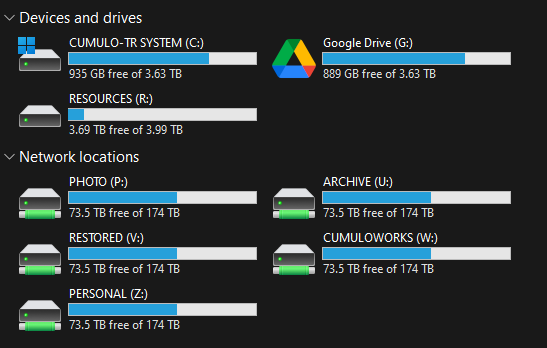 Devices and drives
CUMULO-TR SYSTEM (C:)
935 GB free of 3.63 TB
Google Drive (G:)
889 GB free of 3.63 TB
RESOURCES (R:)
3.69 TB free of 3.99 TB
Network locations
PHOTO (P:)
73.5 TB free of 174 TB
ARCHIVE (U:)
73.5 TB free of 174 TB
RESTORED (V:)
73.5 TB free of 174 TB
CUMULOWORKS (W:)
73.5 TB free of 174 TB
PERSONAL (Z:)
73.5 TB free of 174 TB